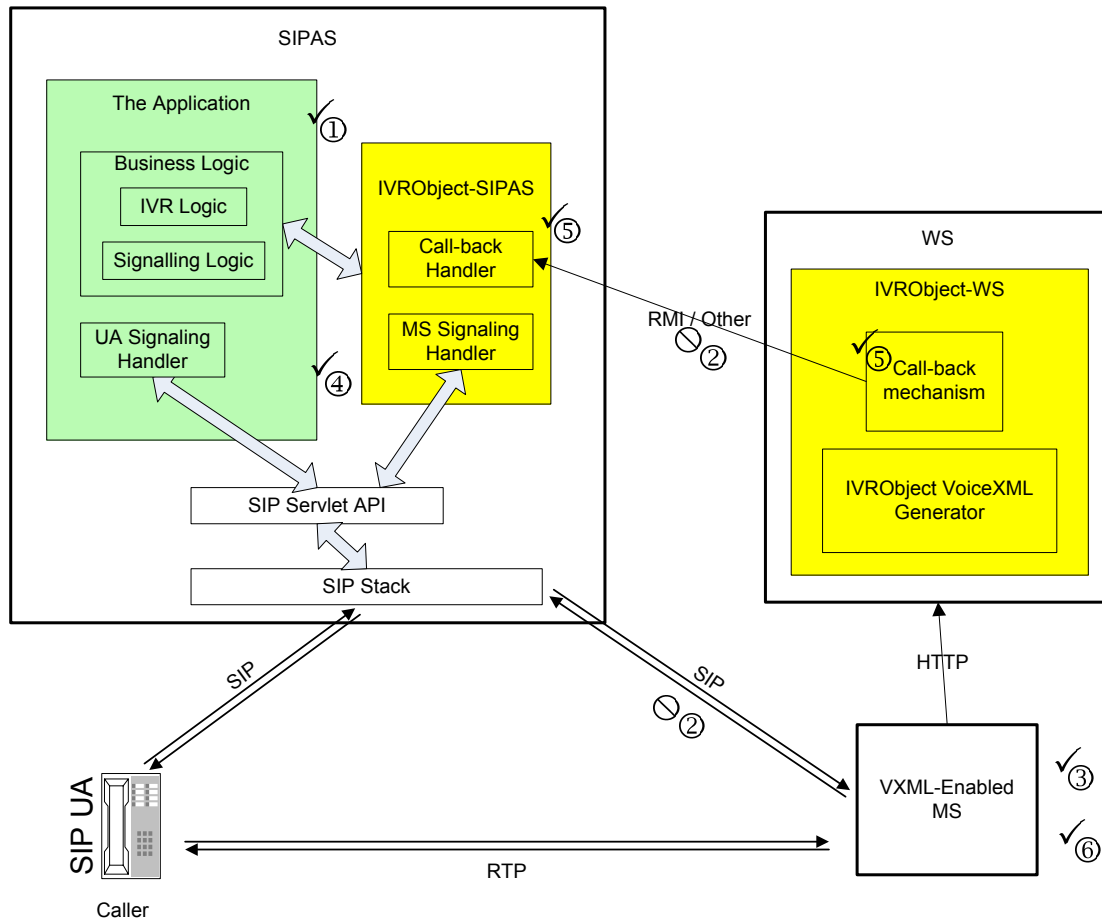 SIPAS
The Application
✓①
Business Logic
IVR Logic
Signalling Logic
UA Signaling
Handler
✓④
IVRObject-SIPAS
✓⑤
Call-back
Handler
MS Signaling
Handler
SIP Servlet API
SIP Stack
RMI / Other
②
WS
IVRObject-WS
✓⑤
Call-back
mechanism
IVRObject VoiceXML
Generator
HTTP
SIP
SIP
②
VXML-Enabled
MS
✓③
✓⑥
SIP UA
RTP
Caller